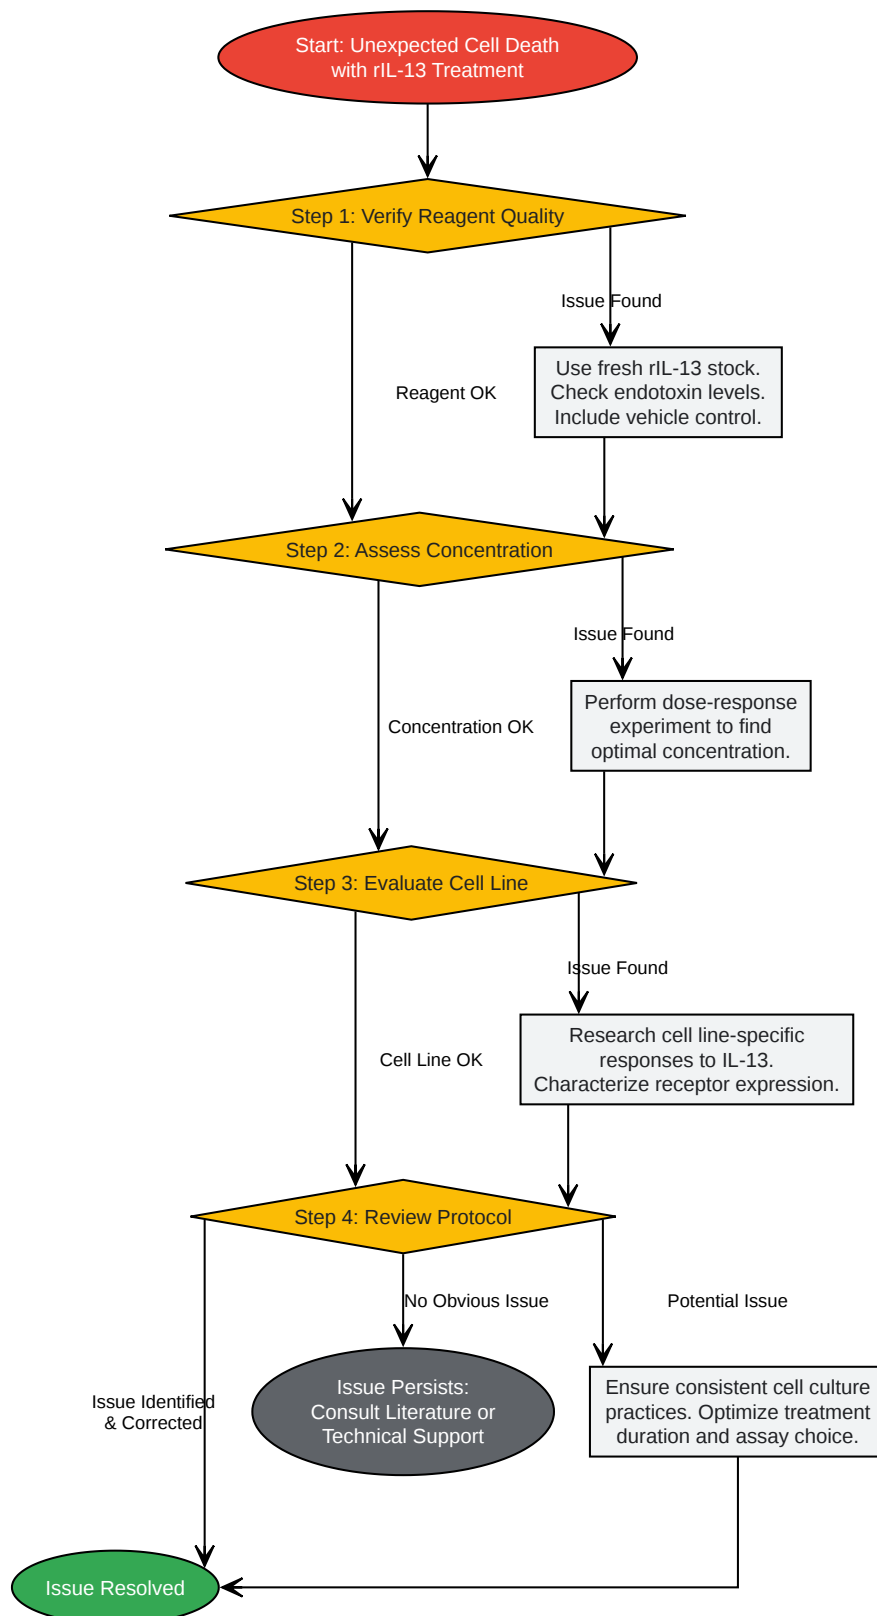 Start: Unexpected Cell Death
with rIL-13 Treatment
Step 1: Verify Reagent Quality
Issue Found
Use fresh rIL-13 stock.
Check endotoxin levels.
Include vehicle control.
Reagent OK
Step 2: Assess Concentration
Issue Found
Perform dose-response
experiment to find
optimal concentration.
Concentration OK
Step 3: Evaluate Cell Line
Issue Found
Research cell line-specific
responses to IL-13.
Characterize receptor expression.
Cell Line OK
Step 4: Review Protocol
No Obvious Issue
Potential Issue
Issue Identified
& Corrected
Issue Persists:
Consult Literature or
Technical Support
Ensure consistent cell culture
practices. Optimize treatment
duration and assay choice.
Issue Resolved